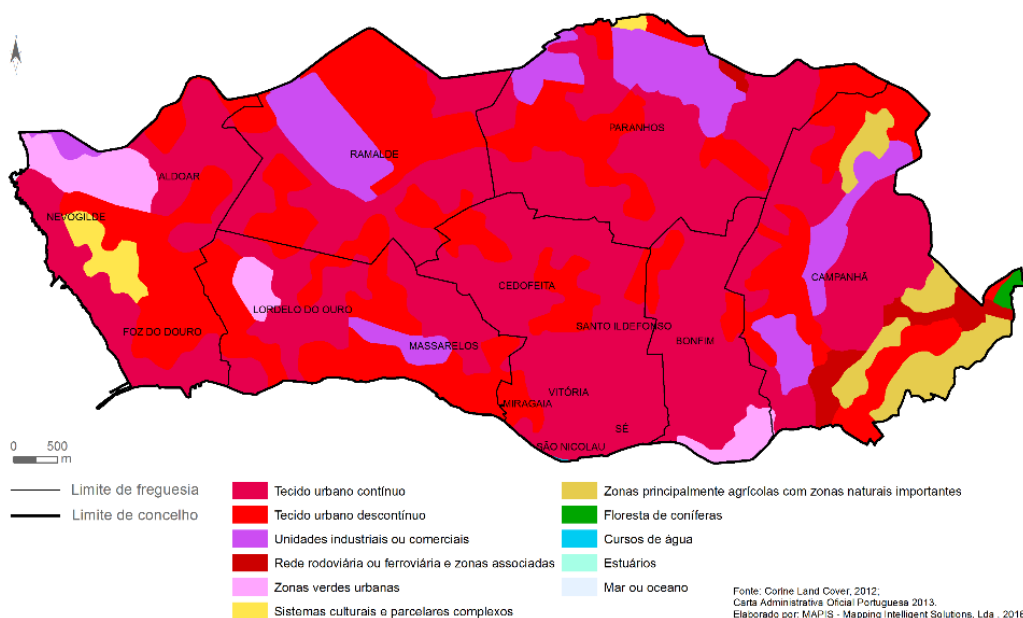 PARANHOS
RAMALDE
ALDOAR
NEVOGILDE
CAMPANHÃ
CEDOFEITA
LORDELO DO OURO
SANTO ILDEFONSO
FOZ DO DOURO
MASSARELOS
BONFIM
VITÓRIA
MIRAGAIA
SÉ
SÃO NICOLAU
0 500
m
Limite de freguesia
Limite de concelho
Tecido urbano contínuo
Tecido urbano descontínuo
Unidades industriais ou comerciais
Rede rodoviária ou ferroviária e zonas associadas
Zonas verdes urbanas
Sistemas culturais e parcelares complexos
Zonas principalmente agrícolas com zonas naturais importantes
Floresta de coníferas
Cursos de água
Estuários
Mar ou oceano
Fonte: Corine Land Cover, 2012;
Carta Administrativa Oficial Portuguesa 2013.
Elaborado por: MAPIS - Mapping Intelligent Solutions, Lda., 2016